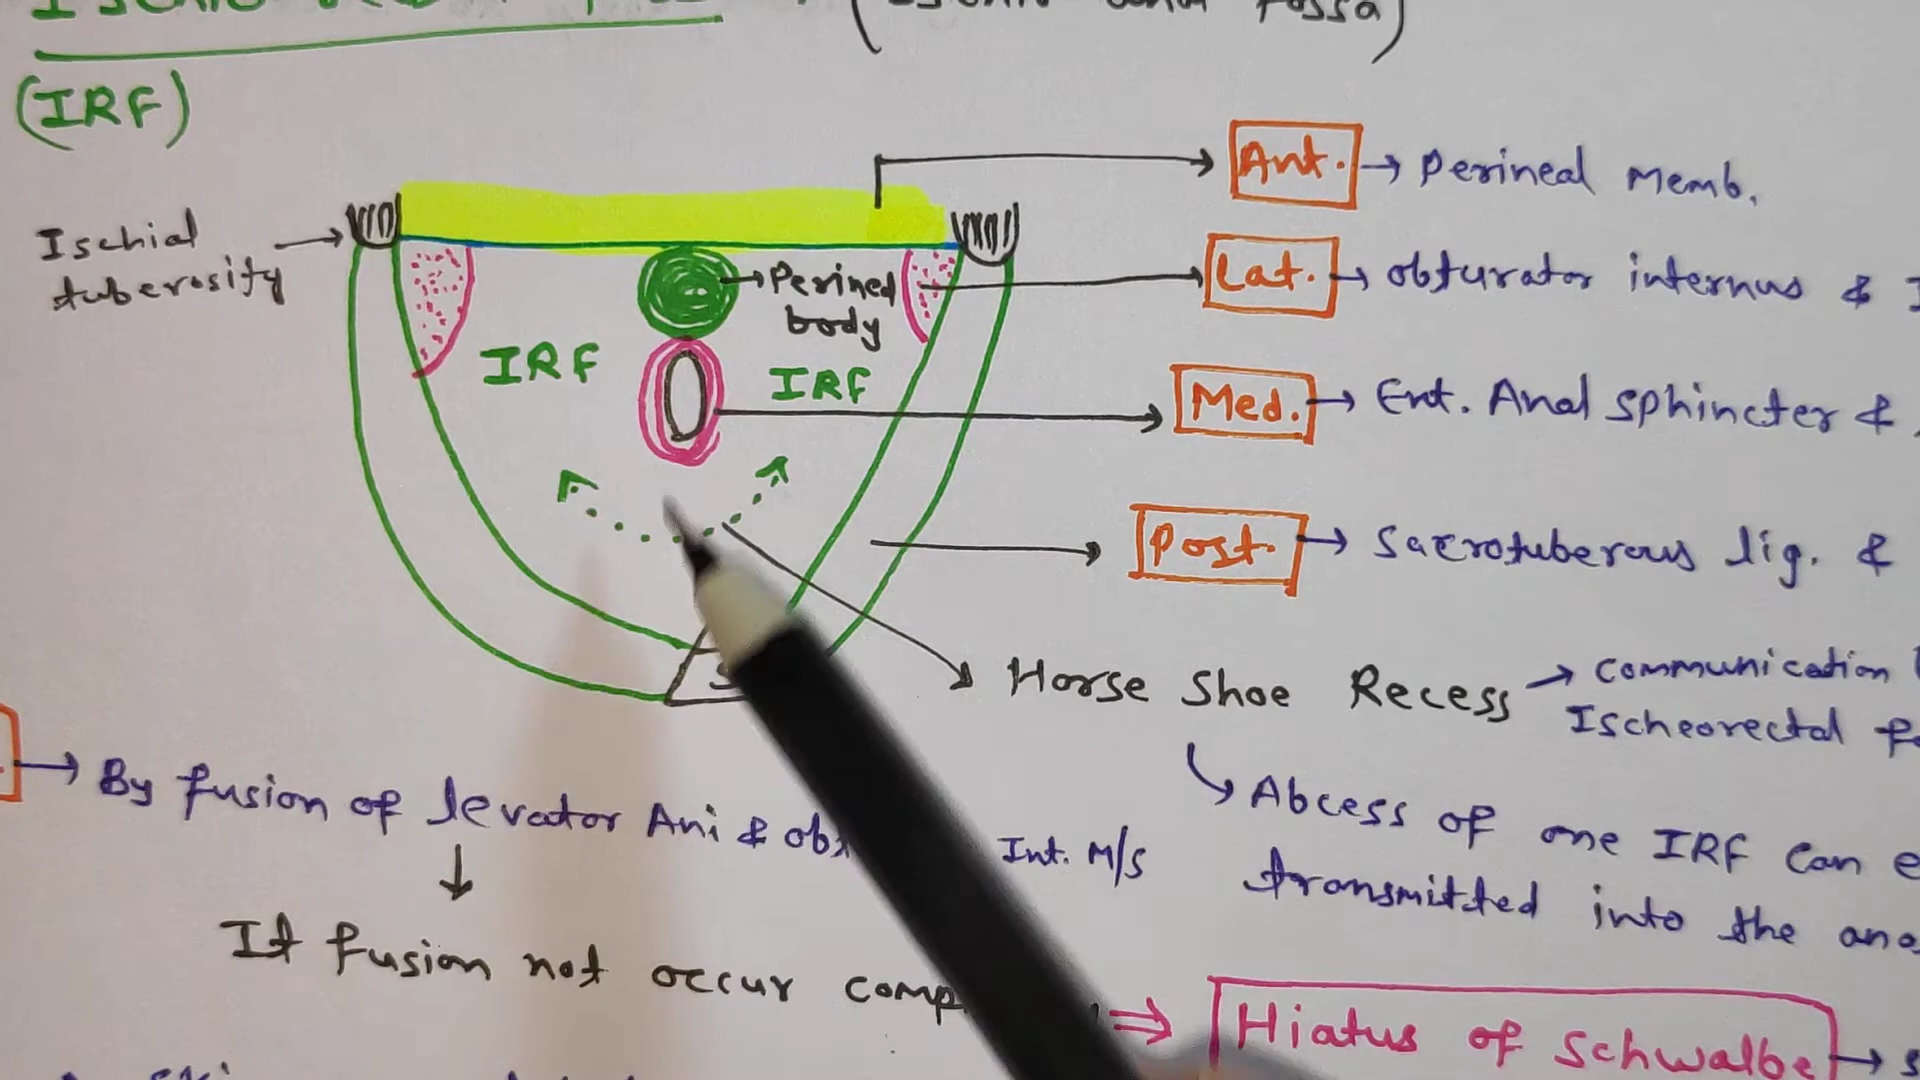 (IRF)
Ant. → Perineal Memb.
Ischial
tuberosity
Perineal
body
Lat. → obturator internus &
IRF
IRF
Med. → Ext. Anal sphincter &
Post. → Sacrotuberous lig. &
Horse Shoe Recess → Communication
Ischeorectal
Abcess of one IRF can
transmitted into the
→ By fusion of levator Ani & Int. M/S
↓
If fusion not occur
⇒ Hiatus of Schwalbe →